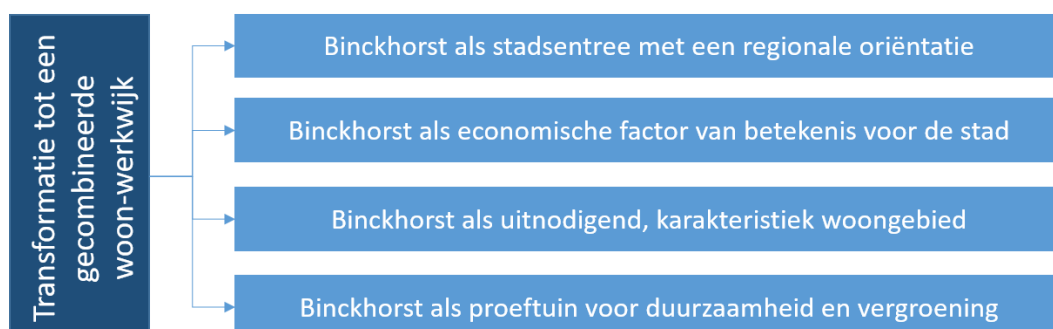 Transformatie tot een
gecombineerde
woon-werkwijk
Binckhorst als stadsentree met een regionale oriëntatie
Binckhorst als economische factor van betekenis voor de stad
Binckhorst als uitnodigend, karakteristiek woongebied
Binckhorst als proeftuin voor duurzaamheid en vergroening